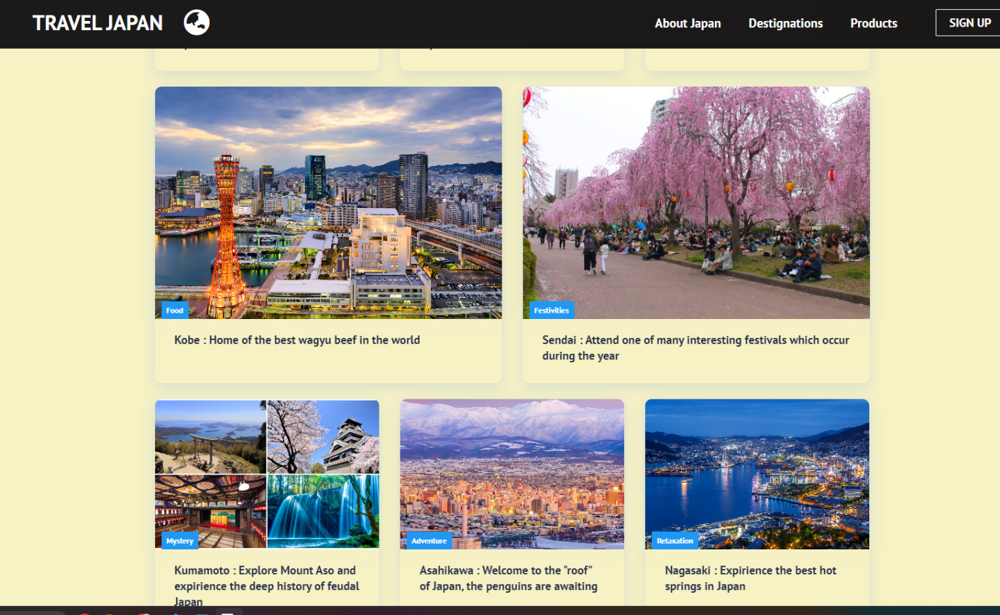 TRAVEL JAPAN
About Japan
Destignations
Products
SIGN UP
Food
Kobe : Home of the best wagyu beef in the world
Festivities
Sendai : Attend one of many interesting festivals which occur
during the year
Mystery
Kumamoto : Explore Mount Aso and
expirience the deep history of feudal
Japan
Adventure
Asahikawa : Welcome to the "roof"
of Japan, the penguins are awaiting
Relaxation
Nagasaki : Expirience the best hot
springs in Japan